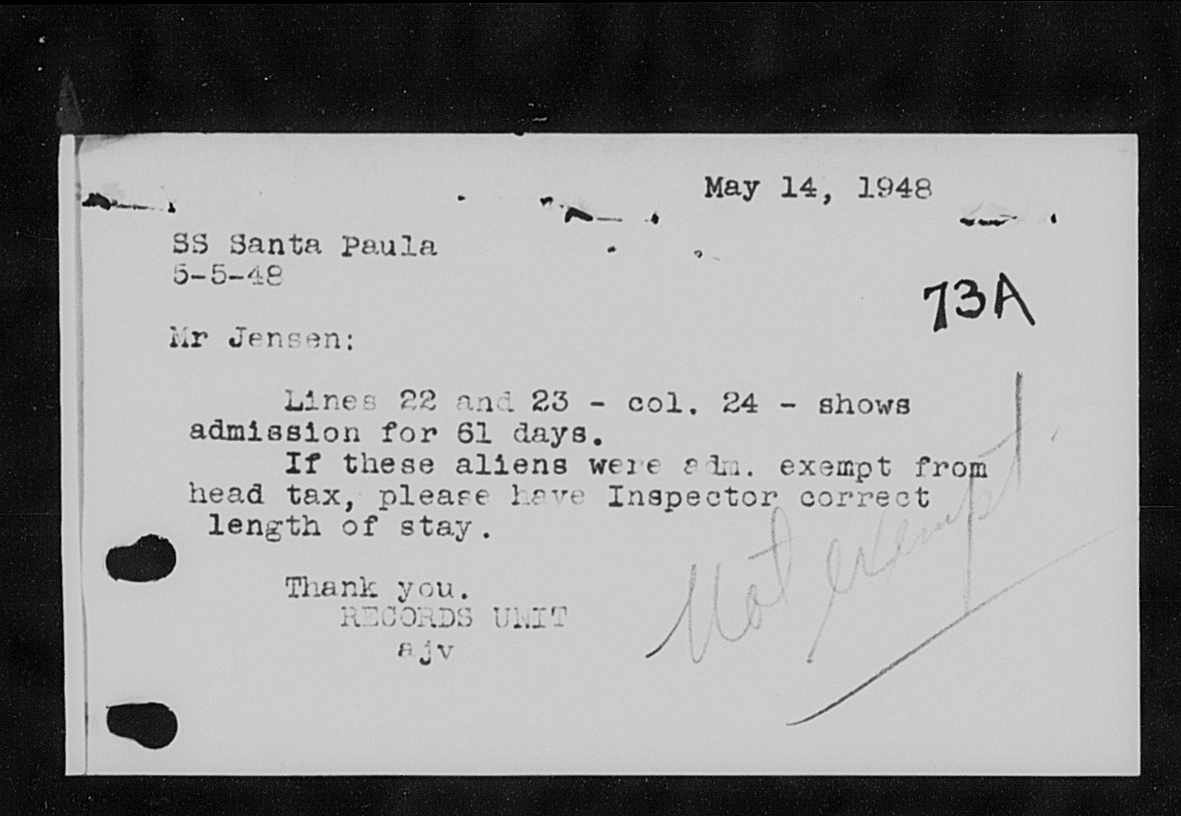 May 14, 1948
SS Santa Paula
5-5-48
73A
Mr Jensen:
Lines 22 and 23 - col. 24 - shows
admission for 61 days.
If these aliens were adm. exempt from
head tax, please have Inspector correct
length of stay.
Not exempt
Thank you.
RECORDS UNIT
ajv